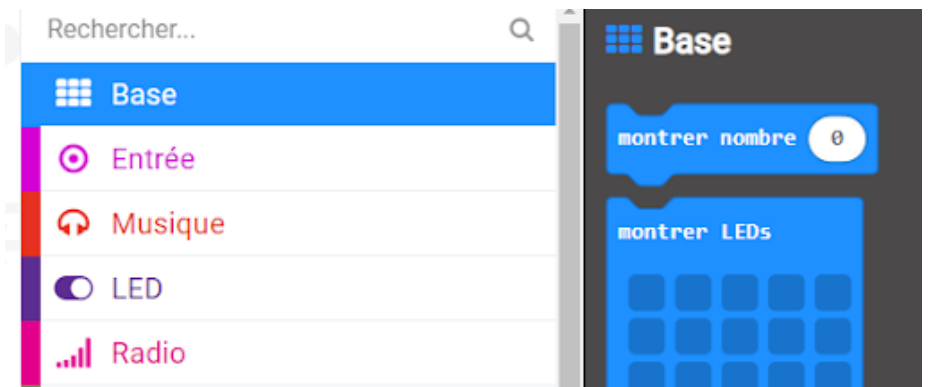 Rechercher...
Base
Entrée
Musique
LED
Radio
Base
montrer nombre 0
montrer LEDs